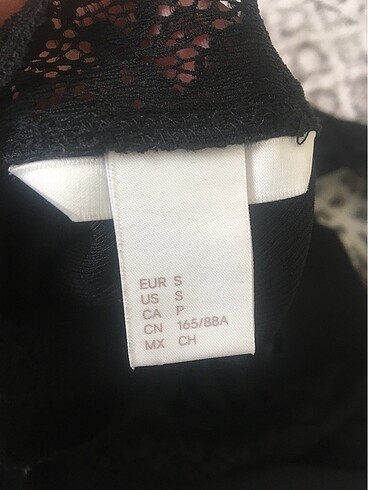 EUR S
US S
CA P
CN 165/88A
MX CH